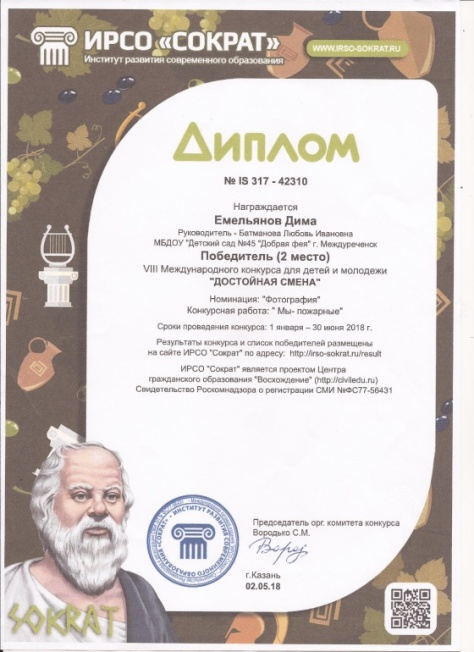 ИРСО «СОКРАТ»
Институт развития современного образования
WWW.IRSO-SOKRAT.RU
Диплом
№ IS 317 - 42310
Награждается
Емельянов Дима
Руководитель - Батманова Любовь Ивановна
МБДОУ "Детский сад №45 "Добрая фея" г. Междуреченск
Победитель (2 место)
VIII Международного конкурса для детей и молодежи
"ДОСТОЙНАЯ СМЕНА"
Номинация: "Фотография"
Конкурсная работа: " Мы- пожарные"
Сроки проведения конкурса: 1 января – 30 июня 2018 г.
Результаты конкурса и список победителей размещены
на сайте ИРСО "Сократ" по адресу: http://irso-sokrat.ru/result
ИРСО "Сократ" является проектом Центра
гражданского образования "Восхождение" (http://civiledu.ru)
Свидетельство Роскомнадзора о регистрации СМИ №ФС77-56431
Председатель орг. комитета конкурса
Вородько С.М.
г.Казань
02.05.18
SOKRAT